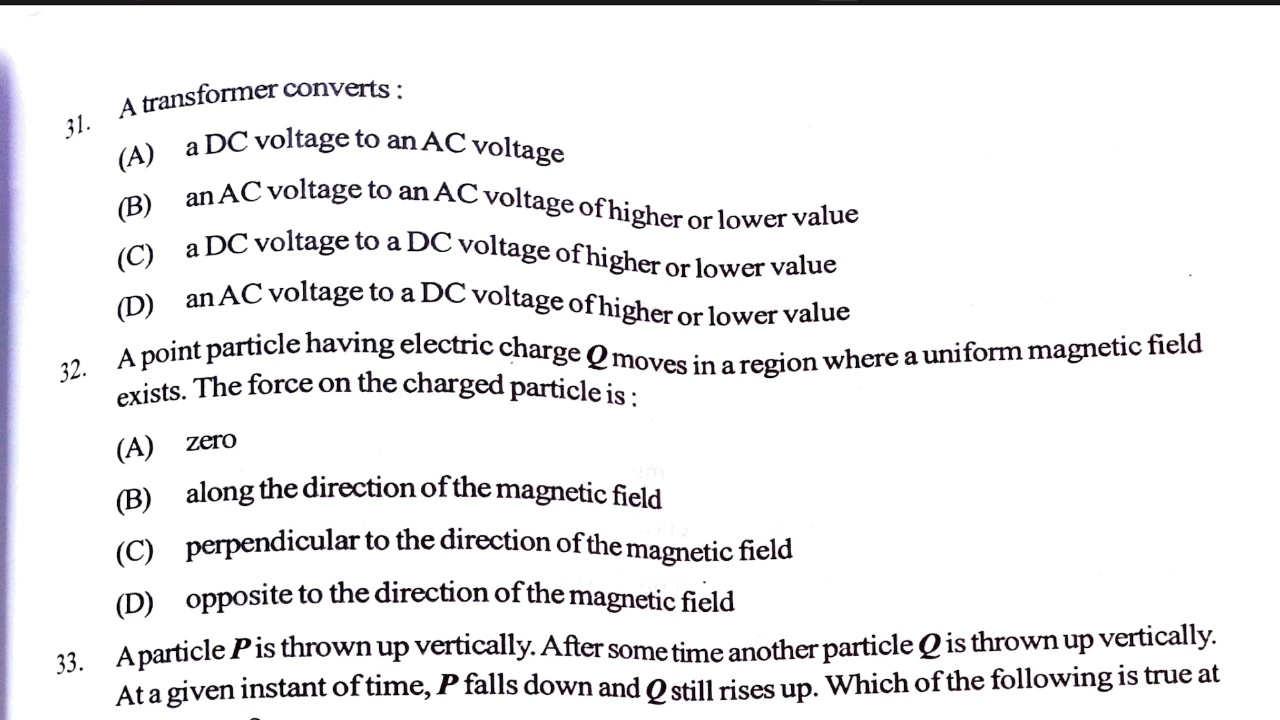 31. A transformer converts :
(A) a DC voltage to an AC voltage
(B) an AC voltage to an AC voltage of higher or lower value
(C) a DC voltage to a DC voltage of higher or lower value
(D) an AC voltage to a DC voltage of higher or lower value
32. A point particle having electric charge Q moves in a region where a uniform magnetic field
exists. The force on the charged particle is :
(A) zero
(B) along the direction of the magnetic field
(C) perpendicular to the direction of the magnetic field
(D) opposite to the direction of the magnetic field
33. A particle P is thrown up vertically. After some time another particle Q is thrown up vertically.
At a given instant of time, P falls down and Q still rises up. Which of the following is true at